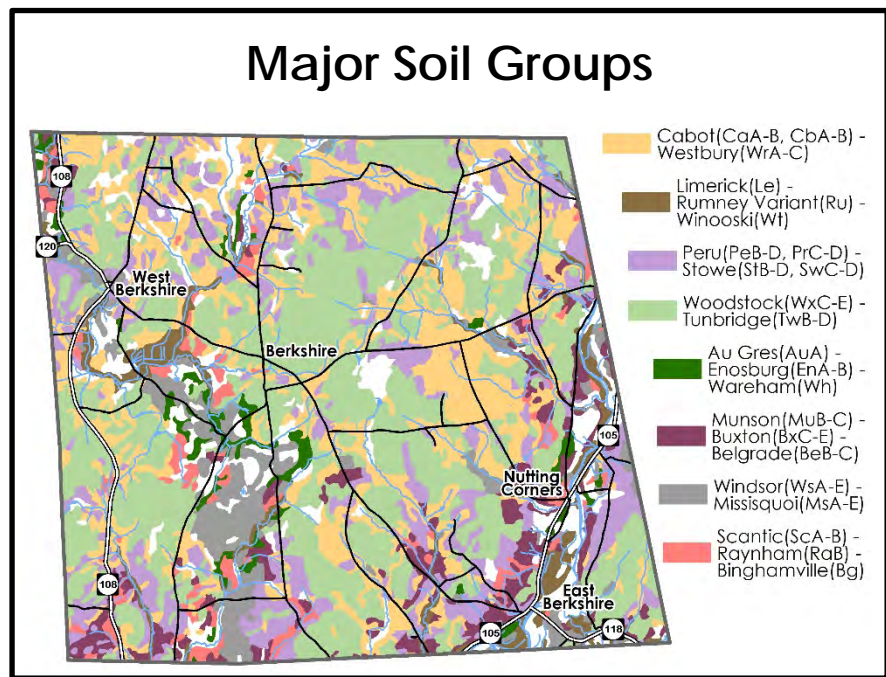 Major Soil Groups
Cabot(CaA-B, CbA-B) -
Westbury(WrA-C)
Limerick(Le) -
Rumney Variant(Ru) -
Winooski(Wt)
Peru(PeB-D, PrC-D) -
Stowe(StB-D, SwC-D)
Woodstock(WxC-E) -
Tunbridge(TwB-D)
Au Gres(AuA) -
Enosburg(EnA-B) -
Wareham(Wh)
Munson(MuB-C) -
Buxton(BxC-E) -
Belgrade(BeB-C)
Windsor(WsA-E) -
Missisquoi(MsA-E)
Scantic(ScA-B) -
Raynham(RaB) -
Binghamville(Bg)
108
120
West
Berkshire
Berkshire
105
Nutting
Corners
108
East
Berkshire
105
118